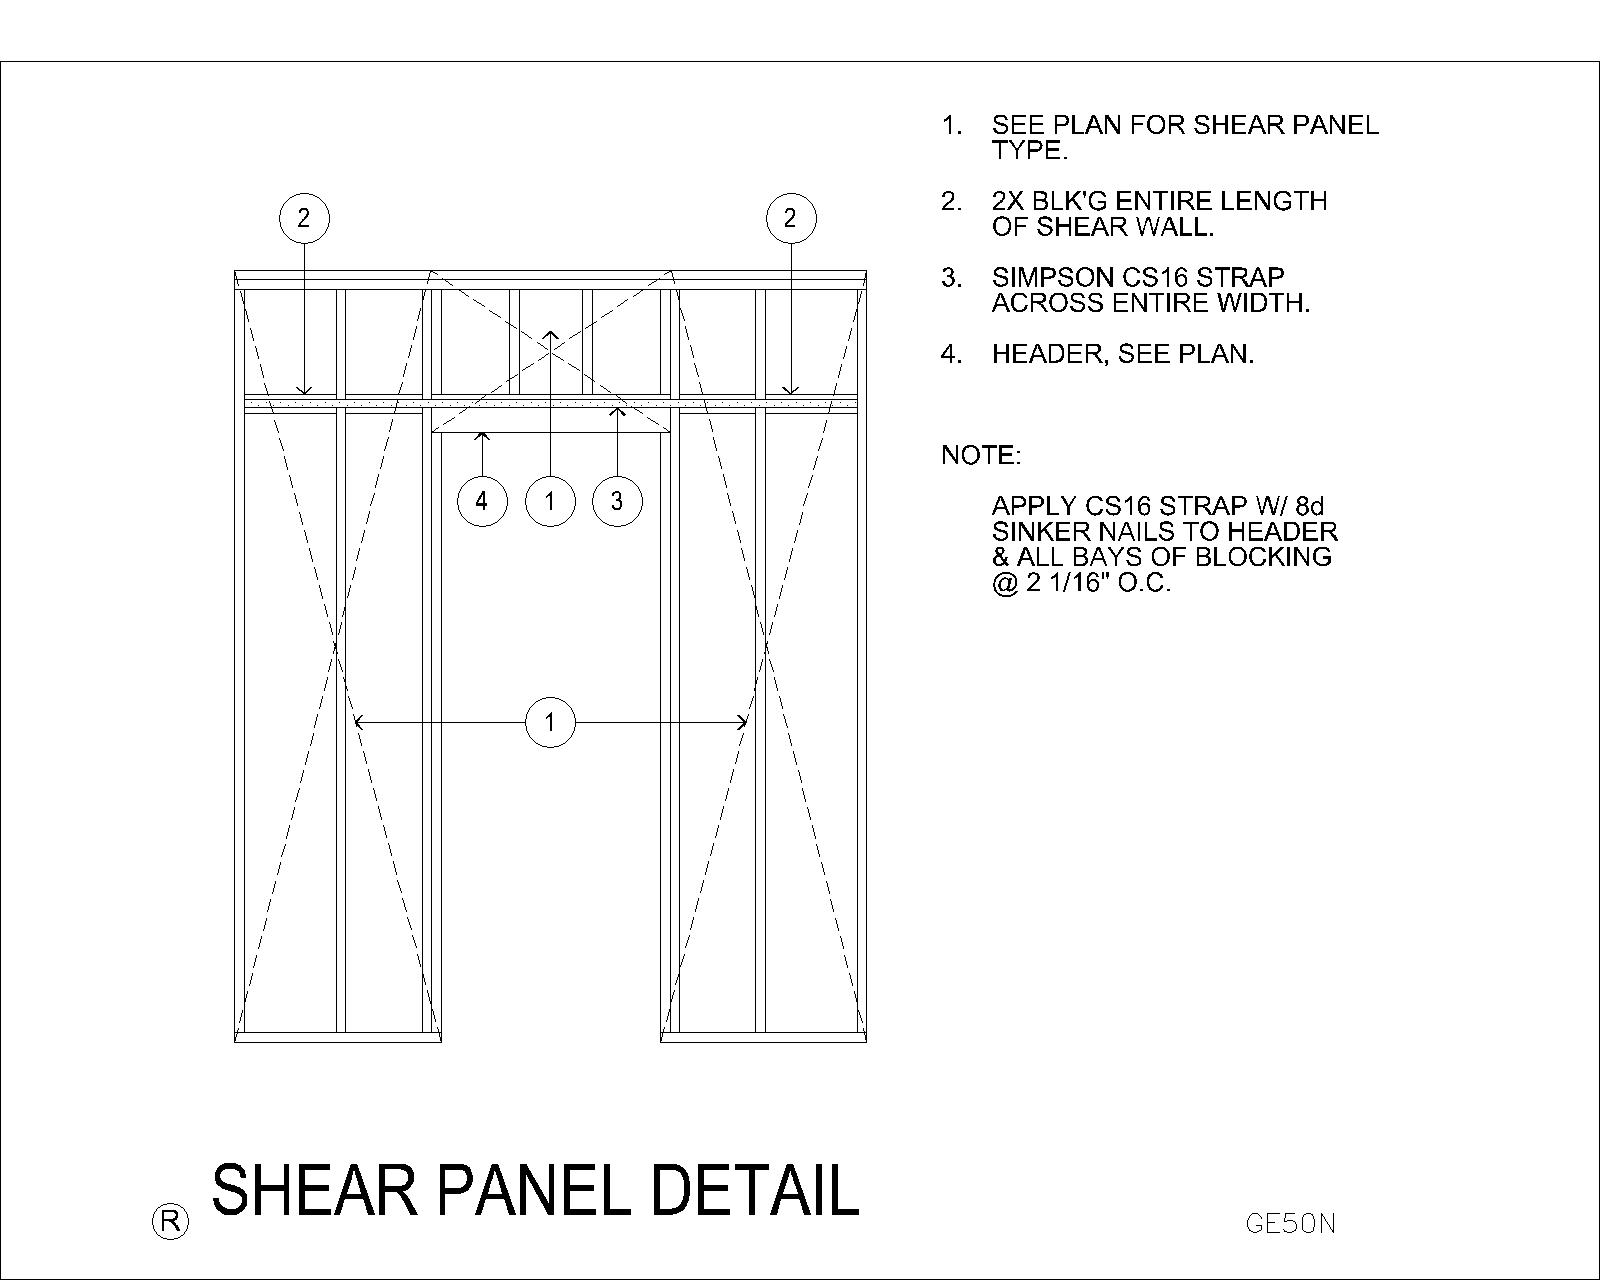 1. SEE PLAN FOR SHEAR PANEL
TYPE.
2. 2X BLK'G ENTIRE LENGTH
OF SHEAR WALL.
3. SIMPSON CS16 STRAP
ACROSS ENTIRE WIDTH.
4. HEADER, SEE PLAN.
NOTE:
APPLY CS16 STRAP W/ 8d
SINKER NAILS TO HEADER
& ALL BAYS OF BLOCKING
@ 2 1/16" O.C.
2 2
4 1 3
1
R SHEAR PANEL DETAIL
GE50N